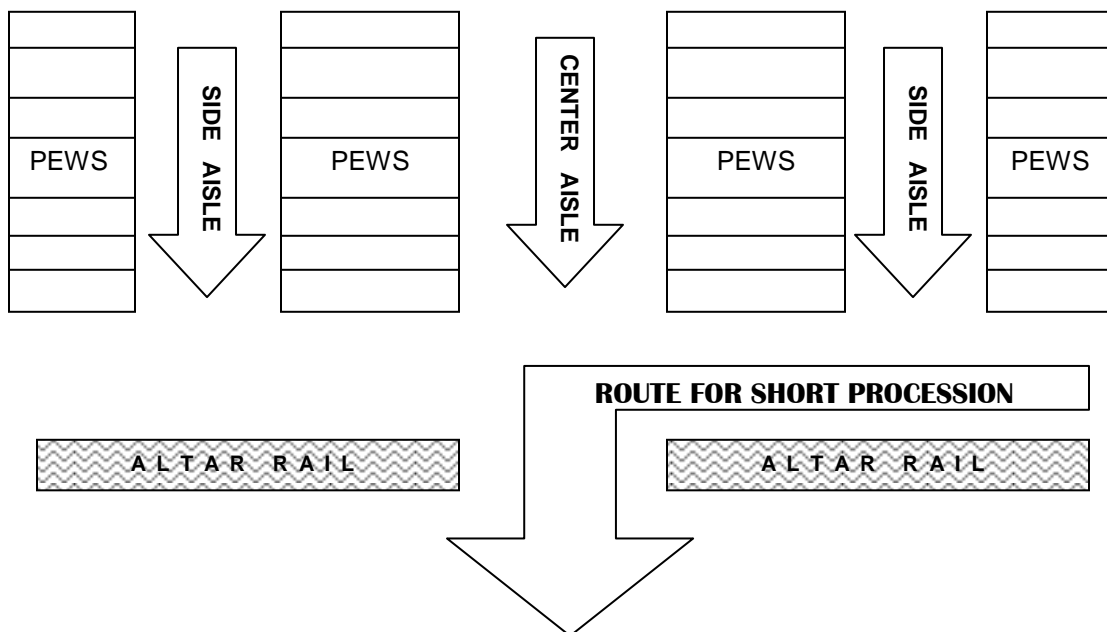 SIDE AISLE
CENTER AISLE
SIDE AISLE
PEWS
PEWS
PEWS
PEWS
ROUTE FOR SHORT PROCESSION
ALTAR RAIL
ALTAR RAIL